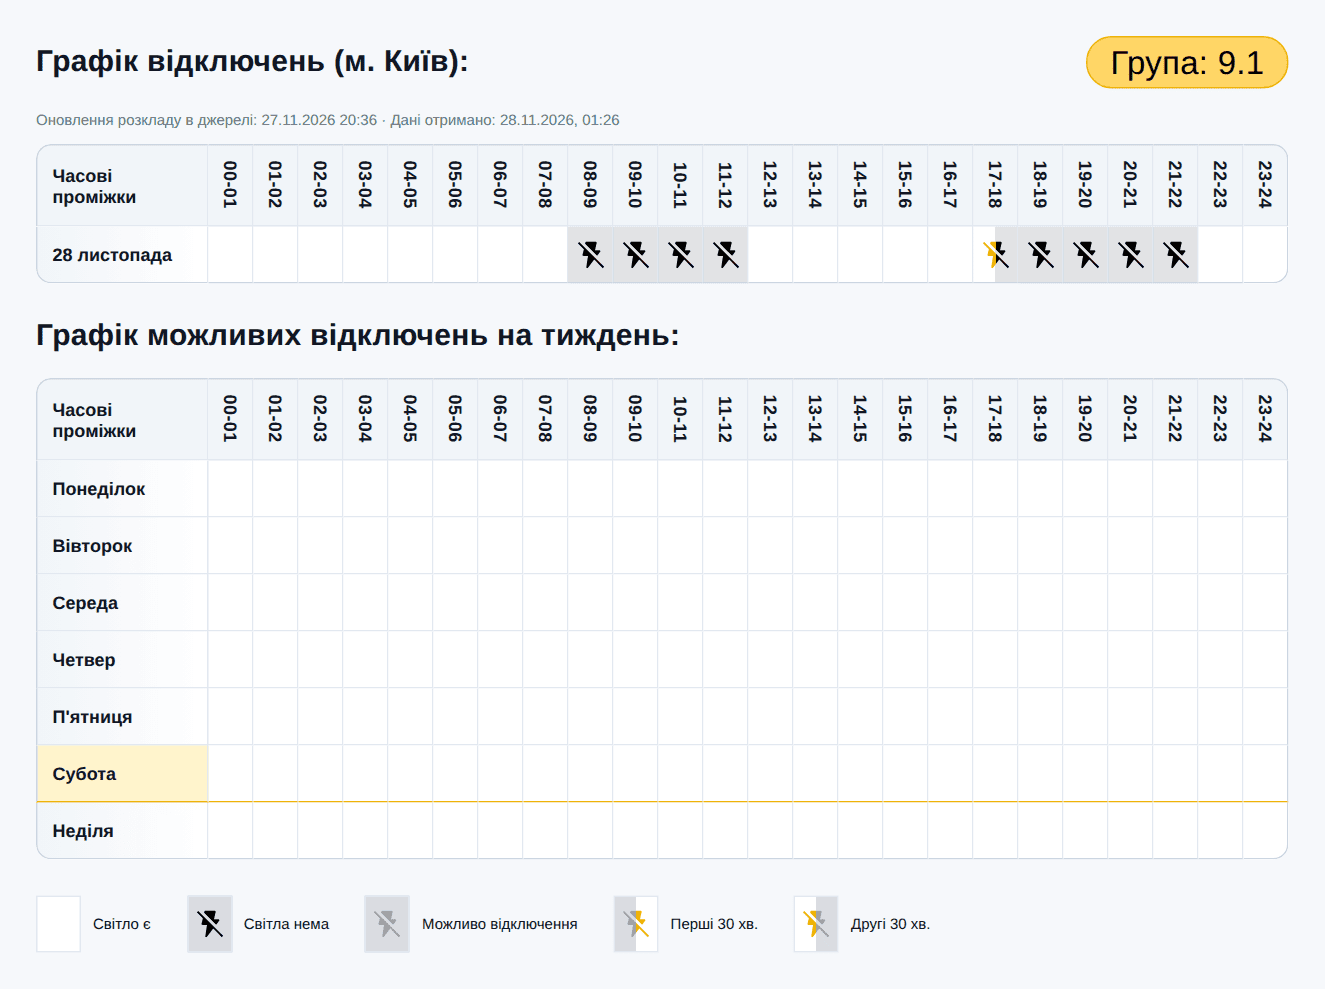 Графік відключень (м. Київ):
Група: 9.1
Оновлення розкладу в джерелі: 27.11.2026 20:36 · Дані отримано: 28.11.2026, 01:26
Часові проміжки 00-01 01-02 02-03 03-04 04-05 05-06 06-07 07-08 08-09 09-10 10-11 11-12 12-13 13-14 14-15 15-16 16-17 17-18 18-19 19-20 20-21 21-22 22-23 23-24
28 листопада
Графік можливих відключень на тиждень:
Часові проміжки 00-01 01-02 02-03 03-04 04-05 05-06 06-07 07-08 08-09 09-10 10-11 11-12 12-13 13-14 14-15 15-16 16-17 17-18 18-19 19-20 20-21 21-22 22-23 23-24
Понеділок
Вівторок
Середа
Четвер
П'ятниця
Субота
Неділя
Світло є Світла нема Можливо відключення Перші 30 хв. Другі 30 хв.